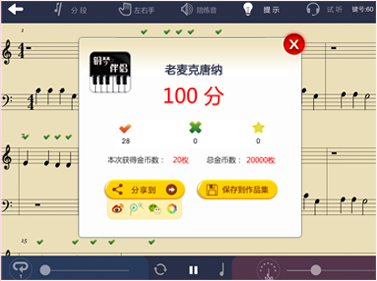 分 段
左右手
陪练音
提 示
试 听
键号:60
钢琴
伴侣
老麦克唐纳
100 分
28
0
0
本次获得金币数： 20枚
总金币数： 20000枚
分享到
保存到作品集
100